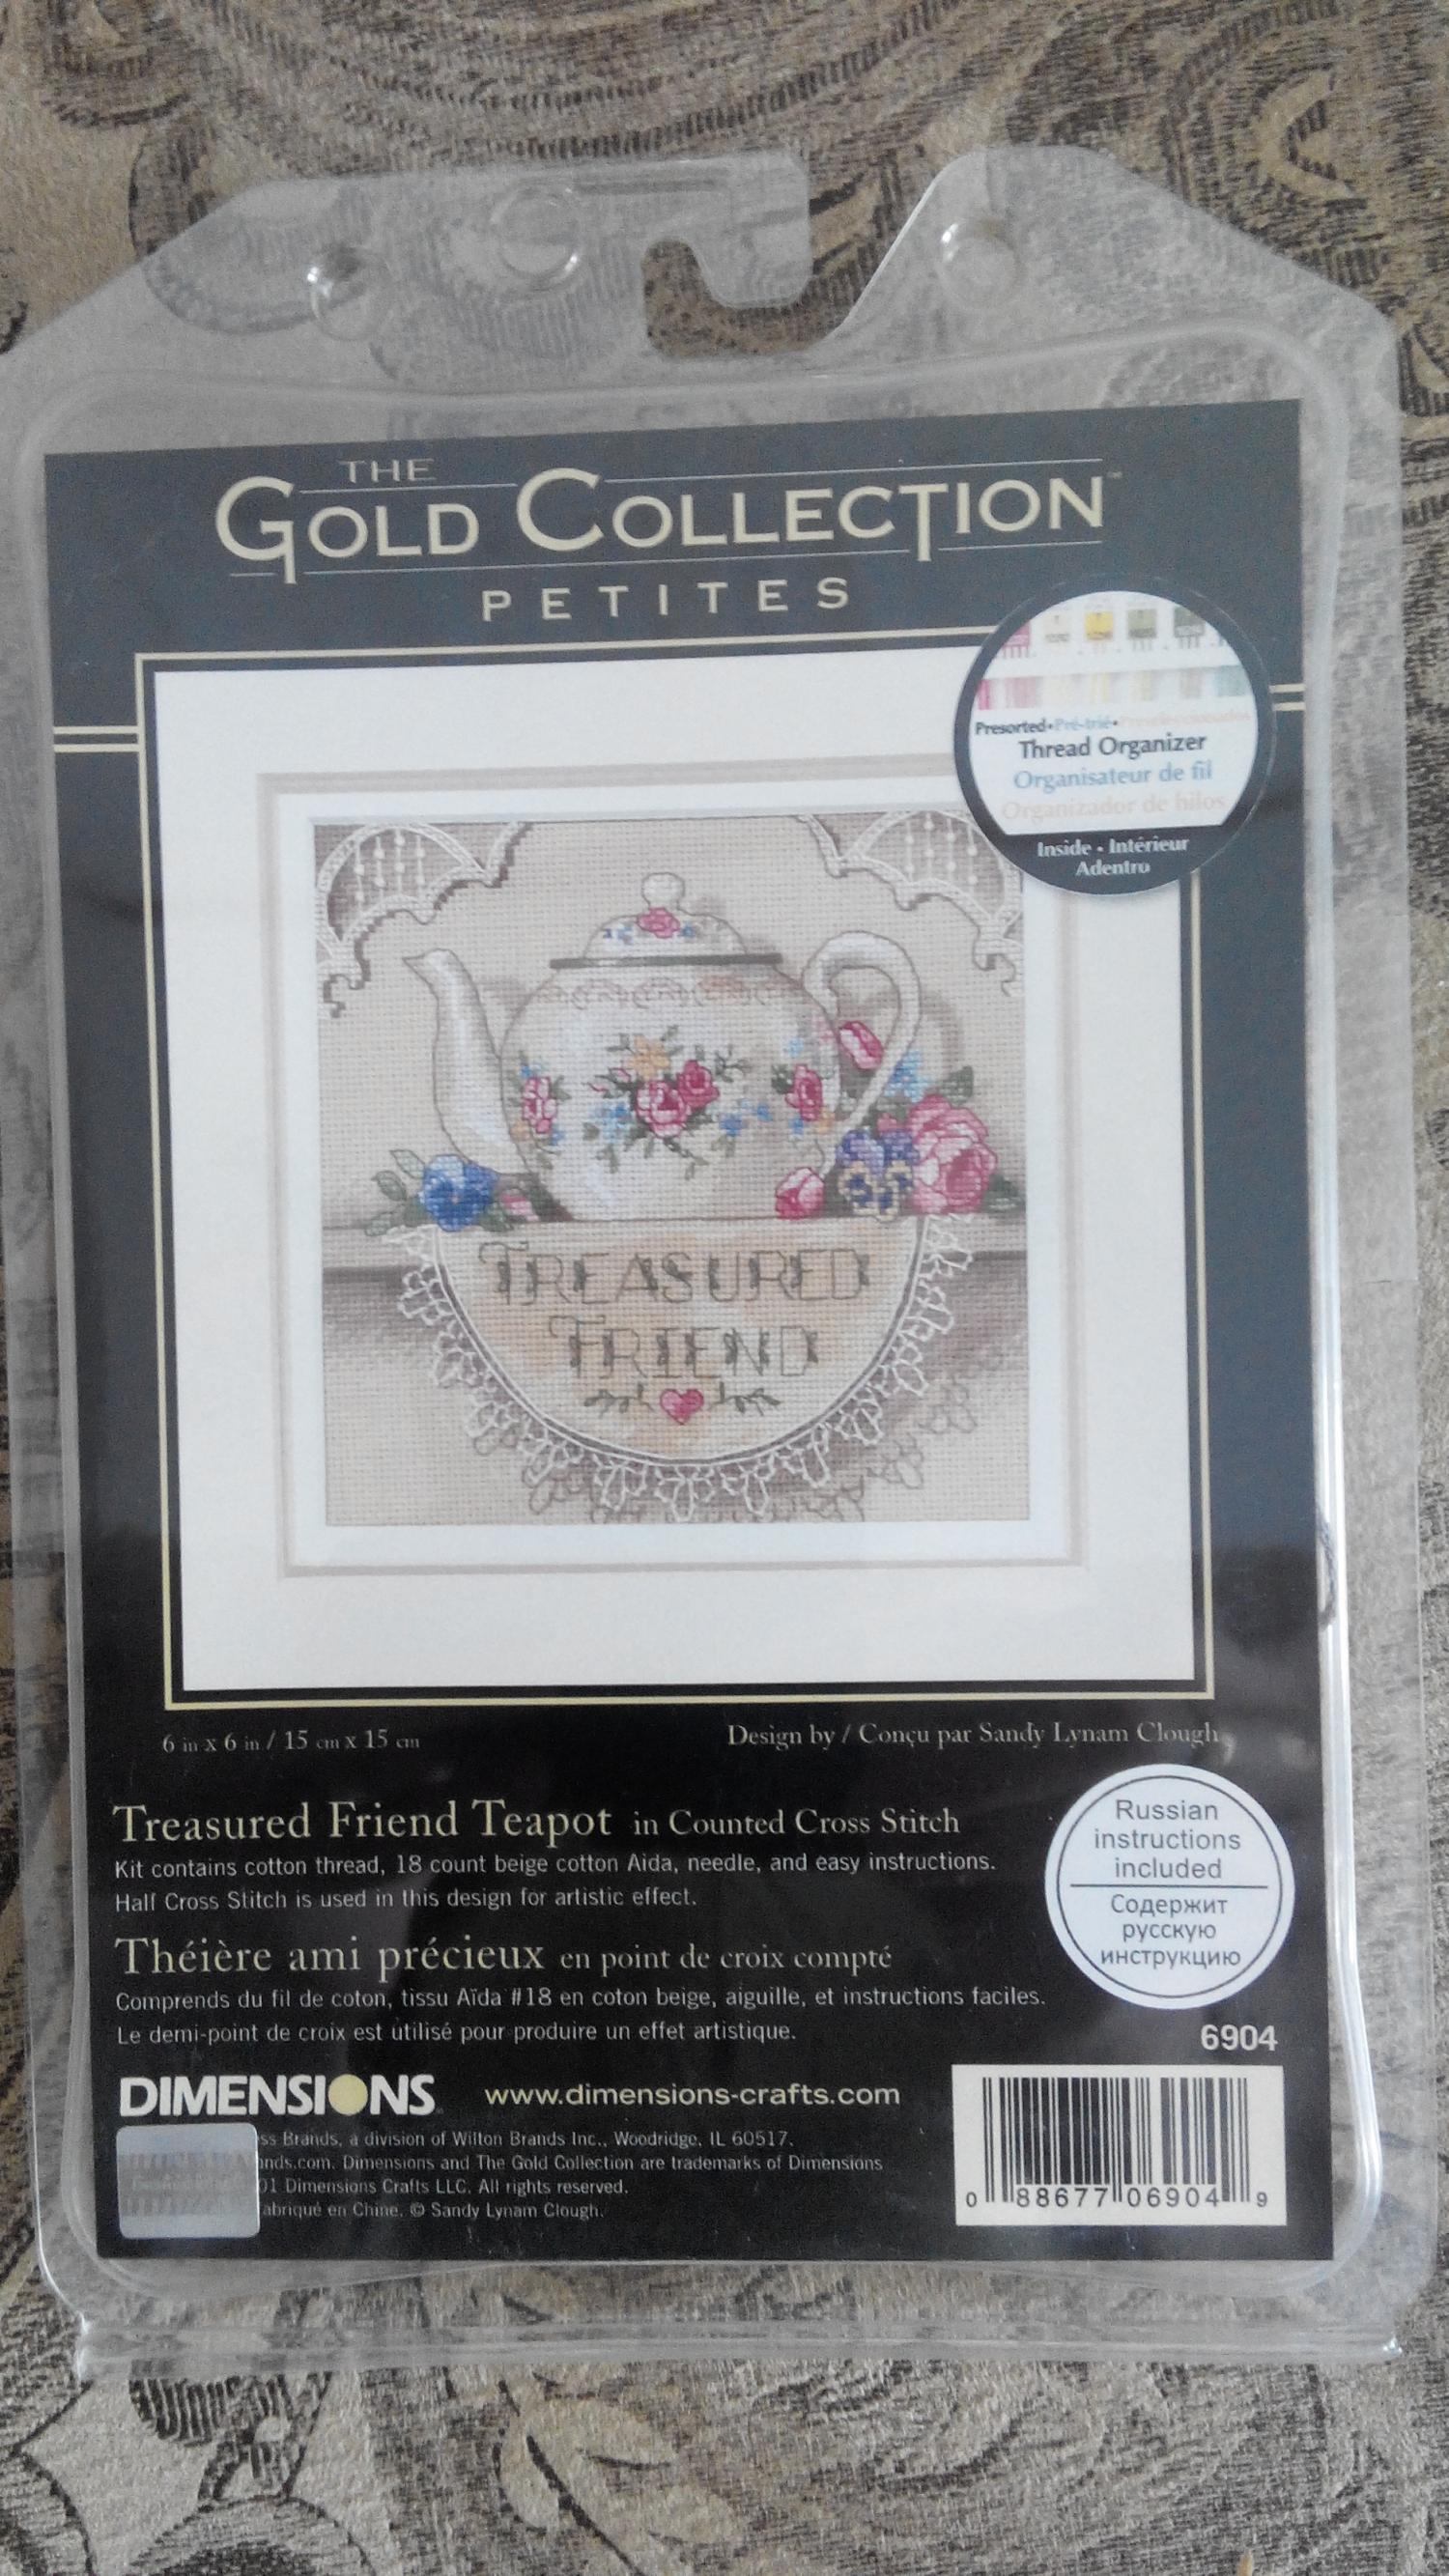 THE
GOLD COLLECTION™
PETITES
Presorted • Pré-trié •
Thread Organizer
Organisateur de fil
Organizador de hilos
Inside • Intérieur
Adentro
TREASURED
FRIEND
6 in x 6 in / 15 cm x 15 cm
Design by / Conçu par Sandy Lynam Clough
Treasured Friend Teapot in Counted Cross Stitch
Kit contains cotton thread, 18 count beige cotton Aida, needle, and easy instructions.
Half Cross Stitch is used in this design for artistic effect.
Russian
instructions
included
Содержит
русскую
инструкцию
Théière ami précieux en point de croix compté
Comprends du fil de coton, tissu Aïda #18 en coton beige, aiguille, et instructions faciles.
Le demi-point de croix est utilisé pour produire un effet artistique.
6904
DIMENSIONS www.dimensions-crafts.com
ss Brands, a division of Wilton Brands Inc., Woodridge, IL 60517.
nds.com. Dimensions and The Gold Collection are trademarks of Dimensions
01 Dimensions Crafts LLC. All rights reserved.
abriqué en Chine. © Sandy Lynam Clough.
0 88677 06904 9